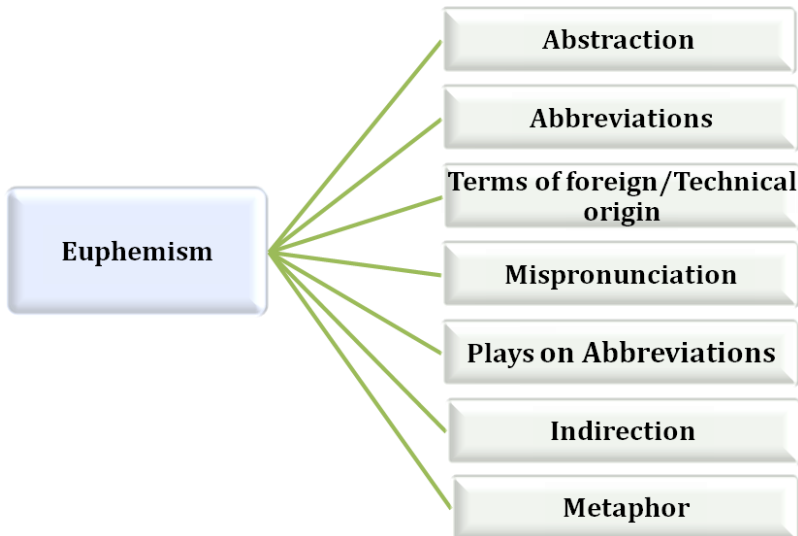 Euphemism
Abstraction
Abbreviations
Terms of foreign/Technical
origin
Mispronunciation
Plays on Abbreviations
Indirection
Metaphor